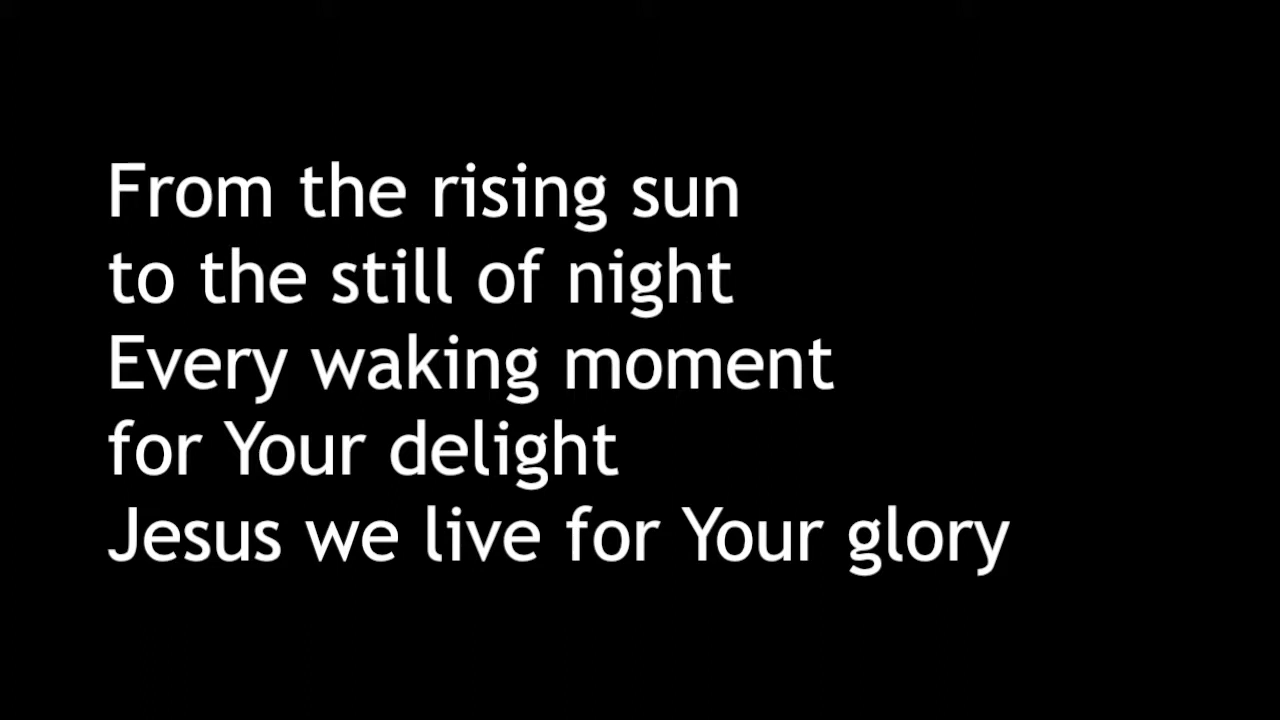 From the rising sun
to the still of night
Every waking moment
for Your delight
Jesus we live for Your glory